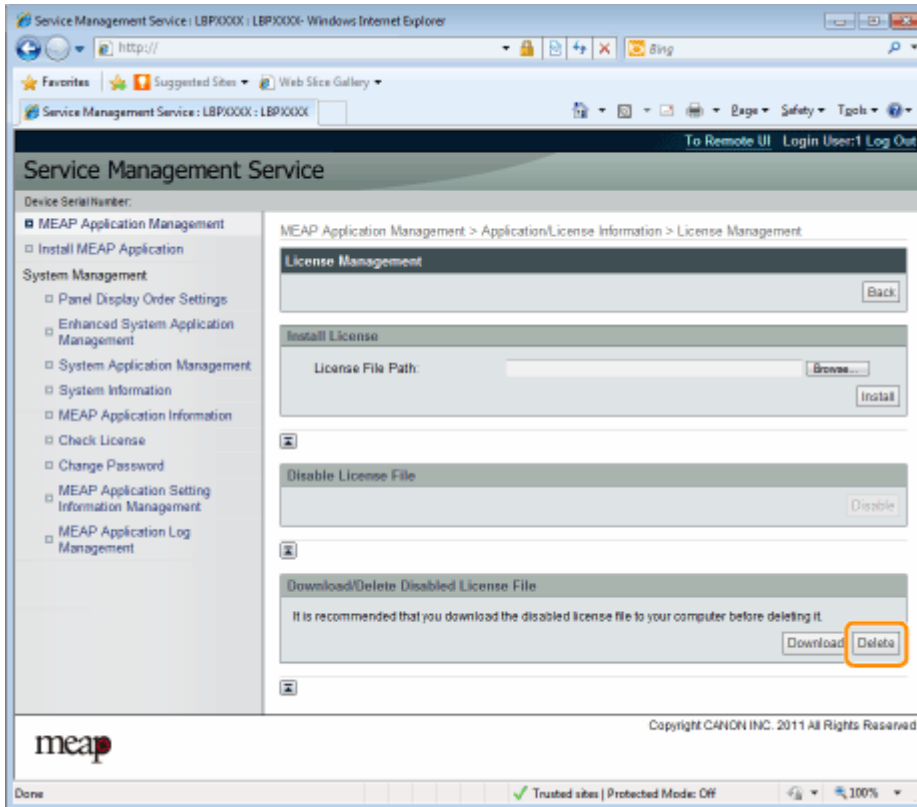 Service Management Service : LBPXXXX : LBPXXXX- Windows Internet Explorer
http://
Bing
Favorites Suggested Sites Web Slice Gallery
Service Management Service : LBPXXXX : LBPXXXX
Page Safety Tools
To Remote UI Login User:1 Log Out
Service Management Service
Device Serial Number:
MEAP Application Management
Install MEAP Application
System Management
Panel Display Order Settings
Enhanced System Application
Management
System Application Management
System Information
MEAP Application Information
Check License
Change Password
MEAP Application Setting
Information Management
MEAP Application Log
Management
MEAP Application Management > Application/License Information > License Management
License Management
Back
Install License
License File Path:
Browse...
Install
Disable License File
Disable
Download/Delete Disabled License File
It is recommended that you download the disabled license file to your computer before deleting it.
Download Delete
meap
Copyright CANON INC. 2011 All Rights Reserved
Done
Trusted sites | Protected Mode: Off
100%